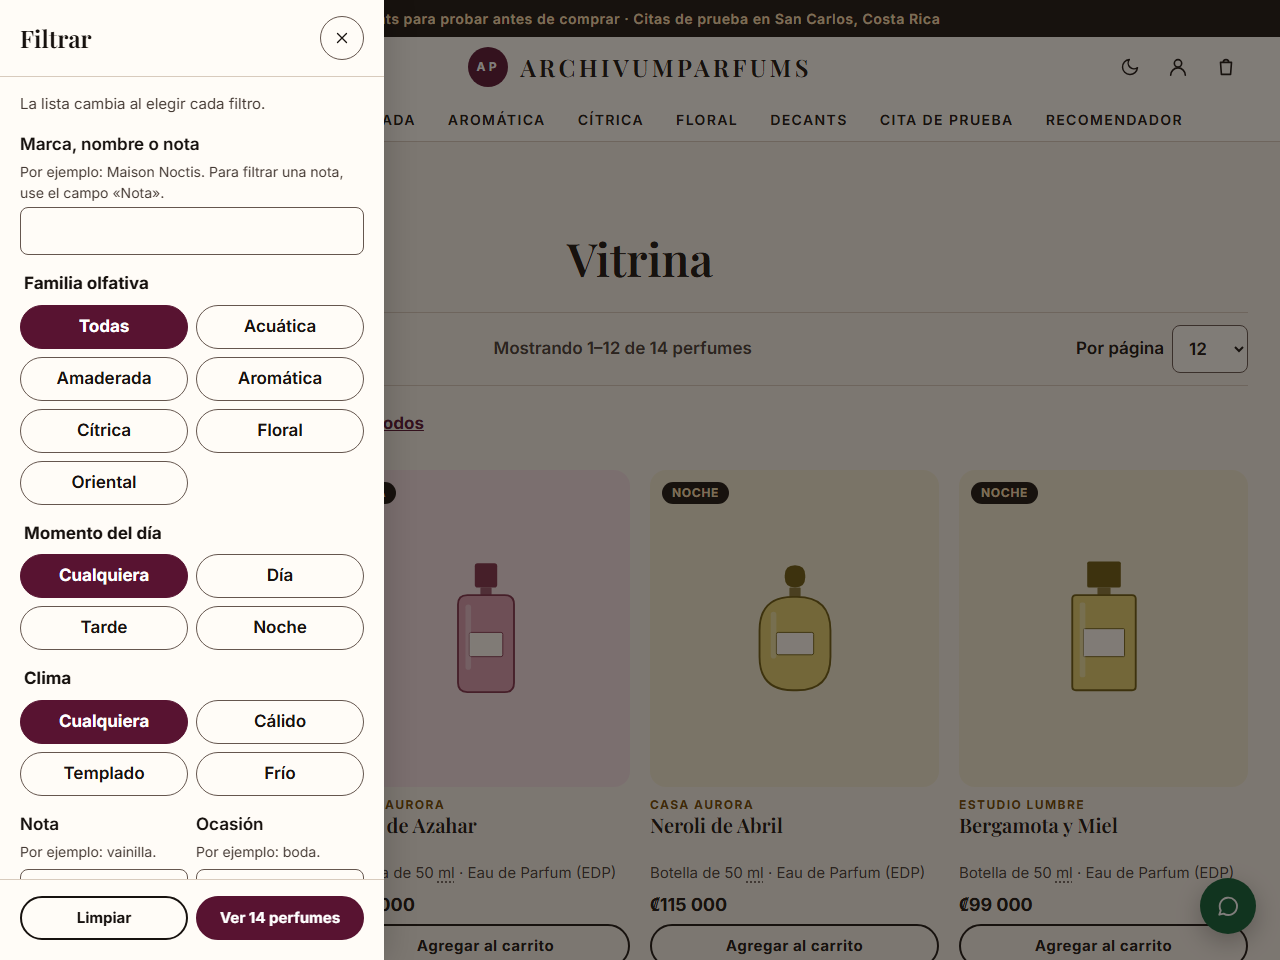 Filtrar
La lista cambia al elegir cada filtro.
Marca, nombre o nota
Por ejemplo: Maison Noctis. Para filtrar una nota,
use el campo «Nota».
Familia olfativa
Todas
Acuática
Amaderada
Aromática
Cítrica
Floral
Oriental
Momento del día
Cualquiera
Día
Tarde
Noche
Clima
Cualquiera
Cálido
Templado
Frío
Nota
Ocasión
Por ejemplo: vainilla.
Por ejemplo: boda.
Limpiar
Ver 14 perfumes
para probar antes de comprar · Citas de prueba en San Carlos, Costa Rica
AP
ARCHIVUMPARFUMS
AROMÁTICA
CÍTRICA
FLORAL
DECANTS
CITA DE PRUEBA
RECOMENDADOR
Vitrina
Mostrando 1–12 de 14 perfumes
Por página
12
NOCHE
NOCHE
AURORA
de Azahar
de 50 ml · Eau de Parfum (EDP)
Agregar al carrito
CASA AURORA
Neroli de Abril
Botella de 50 ml · Eau de Parfum (EDP)
₡115 000
Agregar al carrito
ESTUDIO LUMBRE
Bergamota y Miel
Botella de 50 ml · Eau de Parfum (EDP)
₡99 000
Agregar al carrito